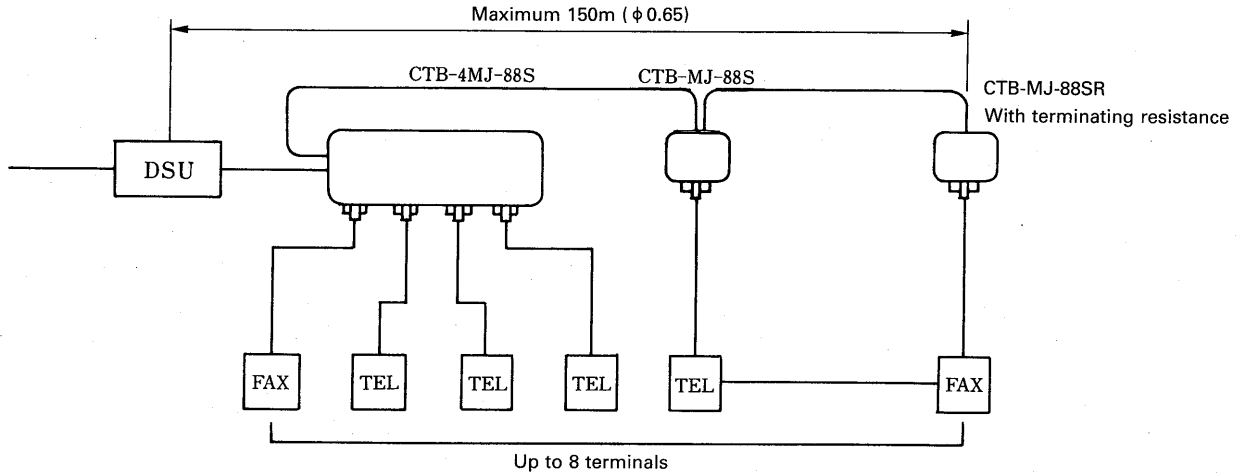 Maximum 150m (ϕ0.65)
CTB-4MJ-88S
CTB-MJ-88S
CTB-MJ-88SR
With terminating resistance
DSU
FAX
TEL
TEL
TEL
TEL
FAX
Up to 8 terminals